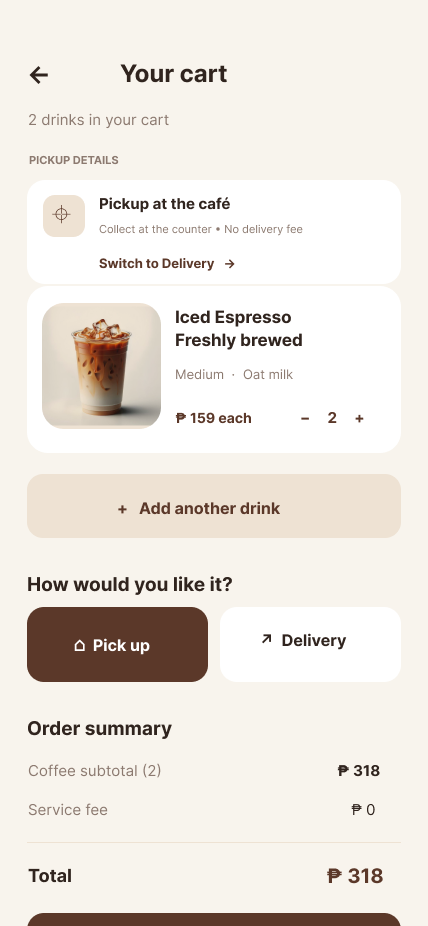 ← Your cart
2 drinks in your cart
PICKUP DETAILS
Pickup at the café
Collect at the counter • No delivery fee
Switch to Delivery →
Iced Espresso
Freshly brewed
Medium · Oat milk
₱ 159 each − 2 +
+ Add another drink
How would you like it?
⌂ Pick up
↗ Delivery
Order summary
Coffee subtotal (2) ₱ 318
Service fee ₱ 0
Total ₱ 318